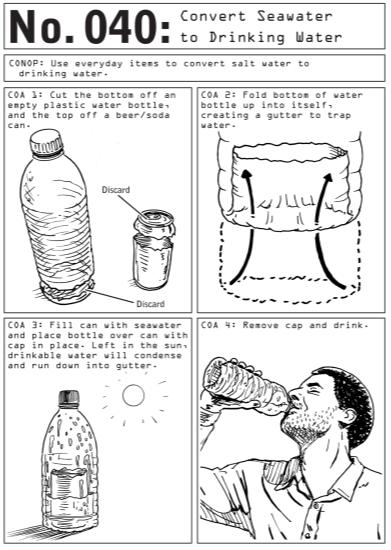 No. 040:
Convert Seawater
to Drinking Water
CONOP: Use everyday items to convert salt water to
drinking water.
COA 1: Cut the bottom off an
empty plastic water bottle,
and the top off a beer/soda
can.
Discard
Discard
COA 2: Fold bottom of water
bottle up into itself,
creating a gutter to trap
water.
COA 3: Fill can with seawater
and place bottle over can with
cap in place. Left in the sun,
drinkable water will condense
and run down into gutter.
COA 4: Remove cap and drink.